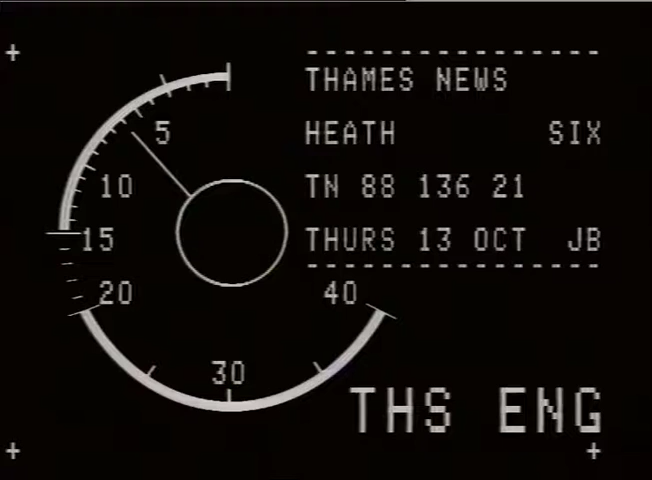 THAMES NEWS
HEATH SIX
TN 88 136 21
THURS 13 OCT JB
5
10
15
20
30
40
THS ENG